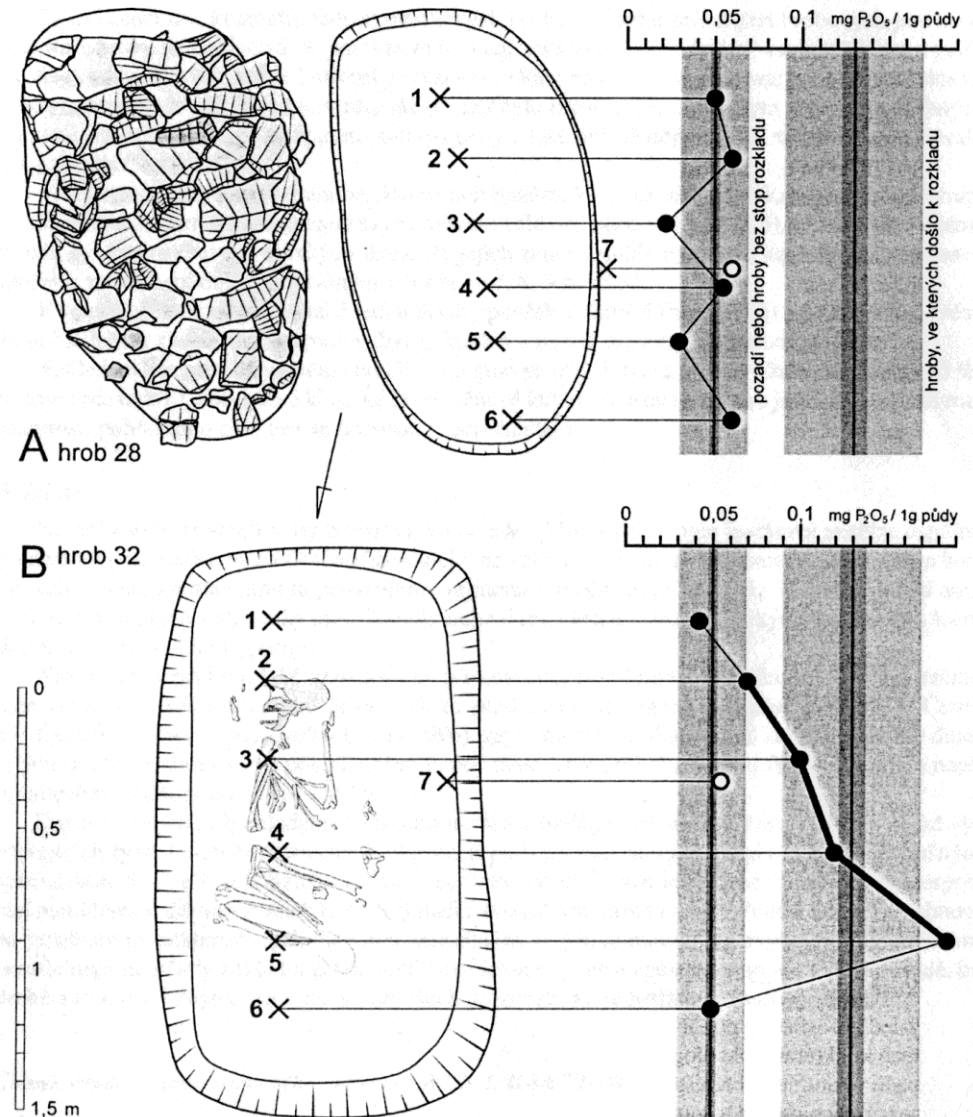 0 0,05 0,1 mg P₂O₅ / 1g půdy
pozadí nebo hroby bez stop rozkladu
hroby, ve kterých došlo k rozkladu
1
2
3
7
4
5
6
A hrob 28
0 0,05 0,1 mg P₂O₅ / 1g půdy
B hrob 32
1
2
3
7
4
5
6
0
0,5
1
1,5 m